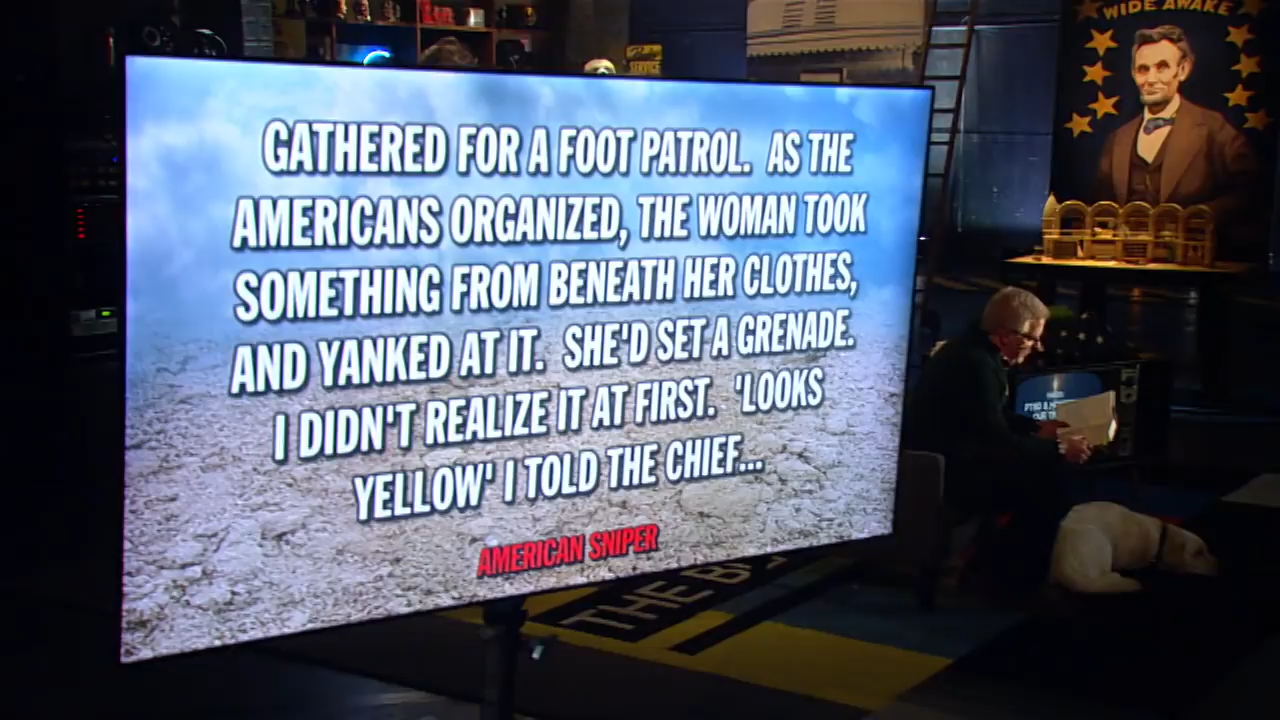 WIDE AWAKE
GATHERED FOR A FOOT PATROL. AS THE
AMERICANS ORGANIZED, THE WOMAN TOOK
SOMETHING FROM BENEATH HER CLOTHES,
AND YANKED AT IT. SHE'D SET A GRENADE.
I DIDN'T REALIZE IT AT FIRST. 'LOOKS
YELLOW' I TOLD THE CHIEF...
AMERICAN SNIPER
THE